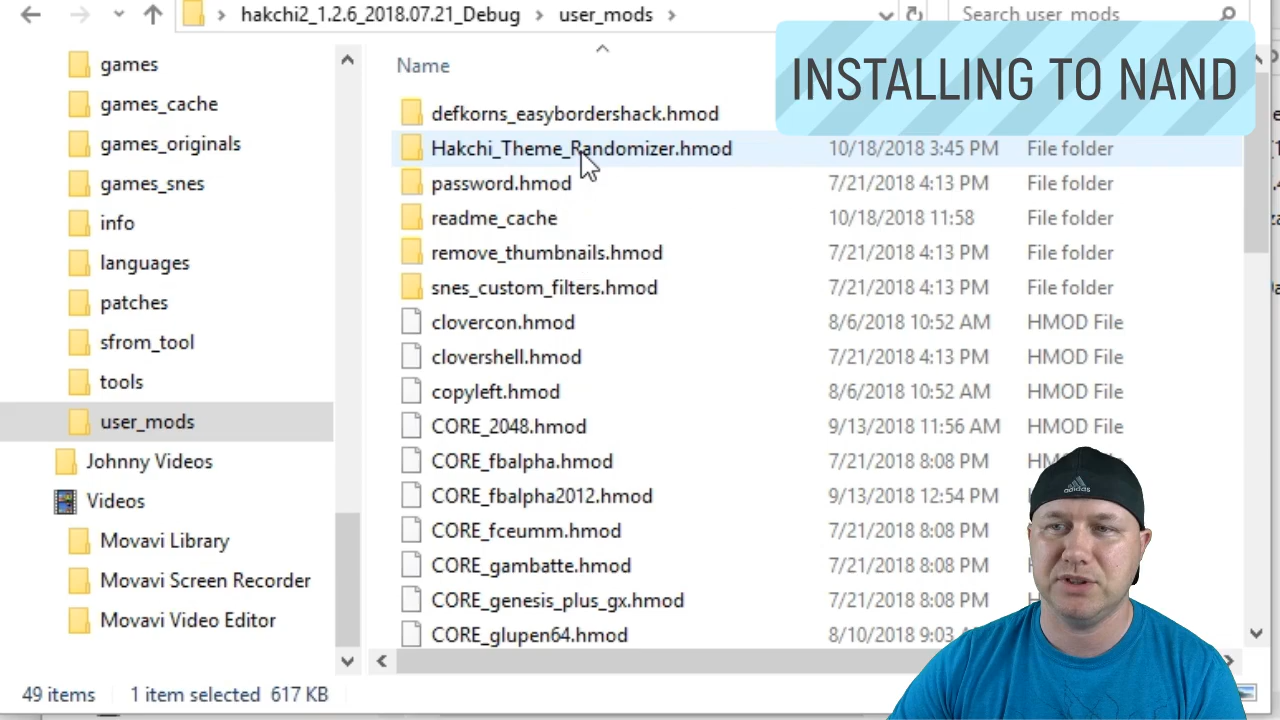 hakchi2_1.2.6_2018.07.21_Debug > user_mods >
Search user_mods
INSTALLING TO NAND
games
games_cache
games_originals
games_snes
info
languages
patches
sfrom_tool
tools
user_mods
Johnny Videos
Videos
Movavi Library
Movavi Screen Recorder
Movavi Video Editor
Name
defkorns_easybordershack.hmod
Hakchi_Theme_Randomizer.hmod 10/18/2018 3:45 PM File folder
password.hmod 7/21/2018 4:13 PM File folder
readme_cache 10/18/2018 11:58 File folder
remove_thumbnails.hmod 7/21/2018 4:13 PM File folder
snes_custom_filters.hmod 7/21/2018 4:13 PM File folder
clovercon.hmod 8/6/2018 10:52 AM HMOD File
clovershell.hmod 7/21/2018 4:13 PM HMOD File
copyleft.hmod 8/6/2018 10:52 AM HMOD File
CORE_2048.hmod 9/13/2018 11:56 AM HMOD File
CORE_fbalpha.hmod 7/21/2018 8:08 PM
CORE_fbalpha2012.hmod 9/13/2018 12:54 PM
CORE_fceumm.hmod 7/21/2018 8:08 PM
CORE_gambatte.hmod 7/21/2018 8:08 PM
CORE_genesis_plus_gx.hmod 7/21/2018 8:08 PM
CORE_glupen64.hmod 8/10/2018 9:03
adidas
49 items 1 item selected 617 KB